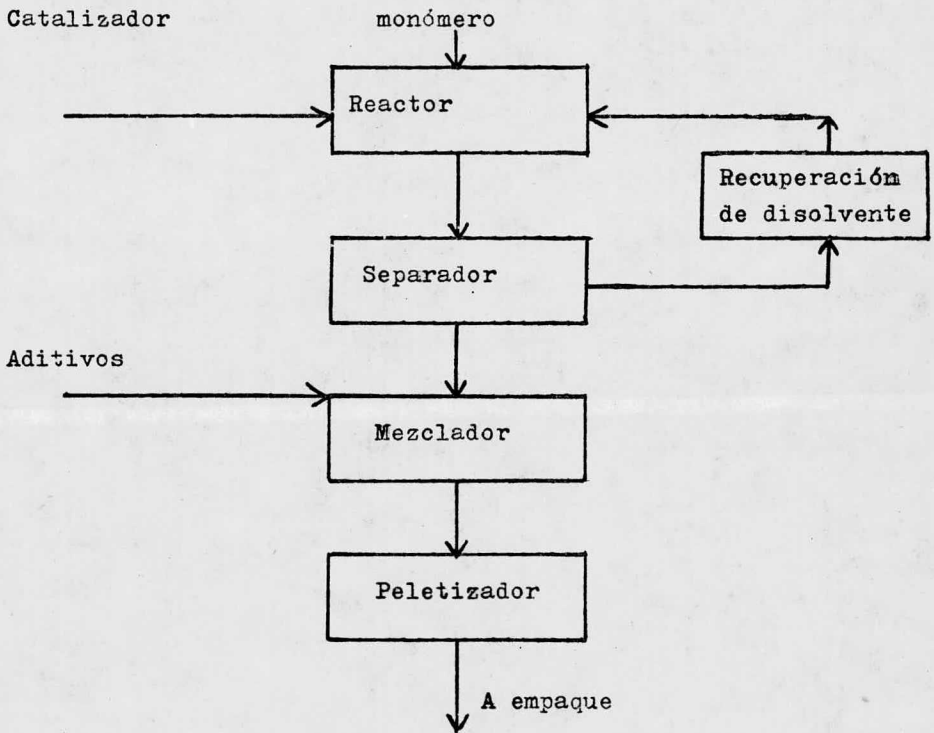 Catalizador
monómero
Reactor
Recuperación
de disolvente
Separador
Aditivos
Mezclador
Peletizador
A empaque